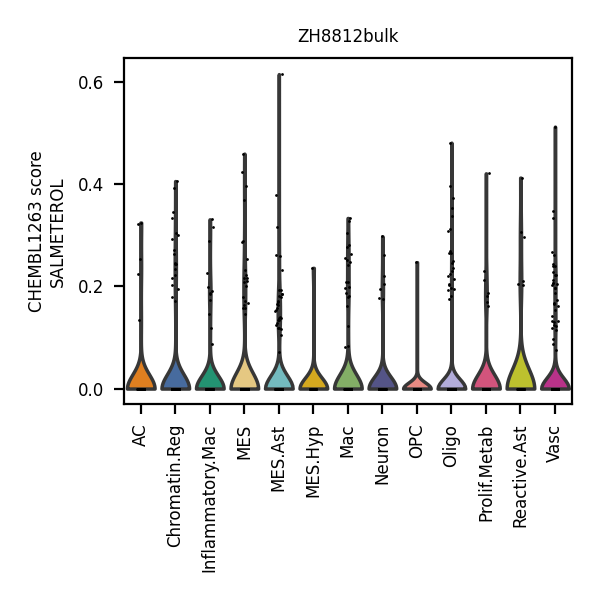 ZH8812bulk
CHEMBL1263 score
SALMETEROL
0.6
0.4
0.2
0.0
AC
Chromatin.Reg
Inflammatory.Mac
MES
MES.Ast
MES.Hyp
Mac
Neuron
OPC
Oligo
Prolif.Metab
Reactive.Ast
Vasc